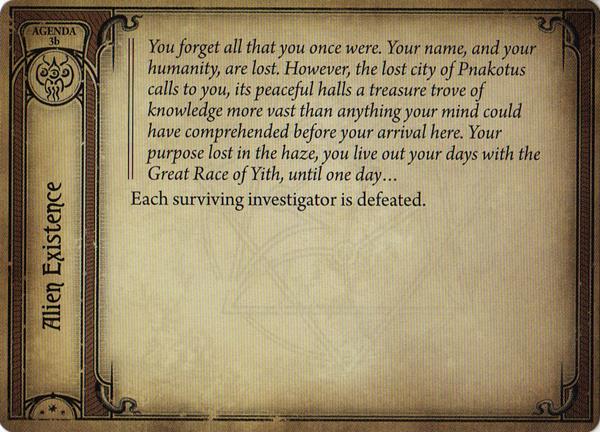 AGENDA
3b
Alien Existence
You forget all that you once were. Your name, and your
humanity, are lost. However, the lost city of Pnakotus
calls to you, its peaceful halls a treasure trove of
knowledge more vast than anything your mind could
have comprehended before your arrival here. Your
purpose lost in the haze, you live out your days with the
Great Race of Yith, until one day…
Each surviving investigator is defeated.